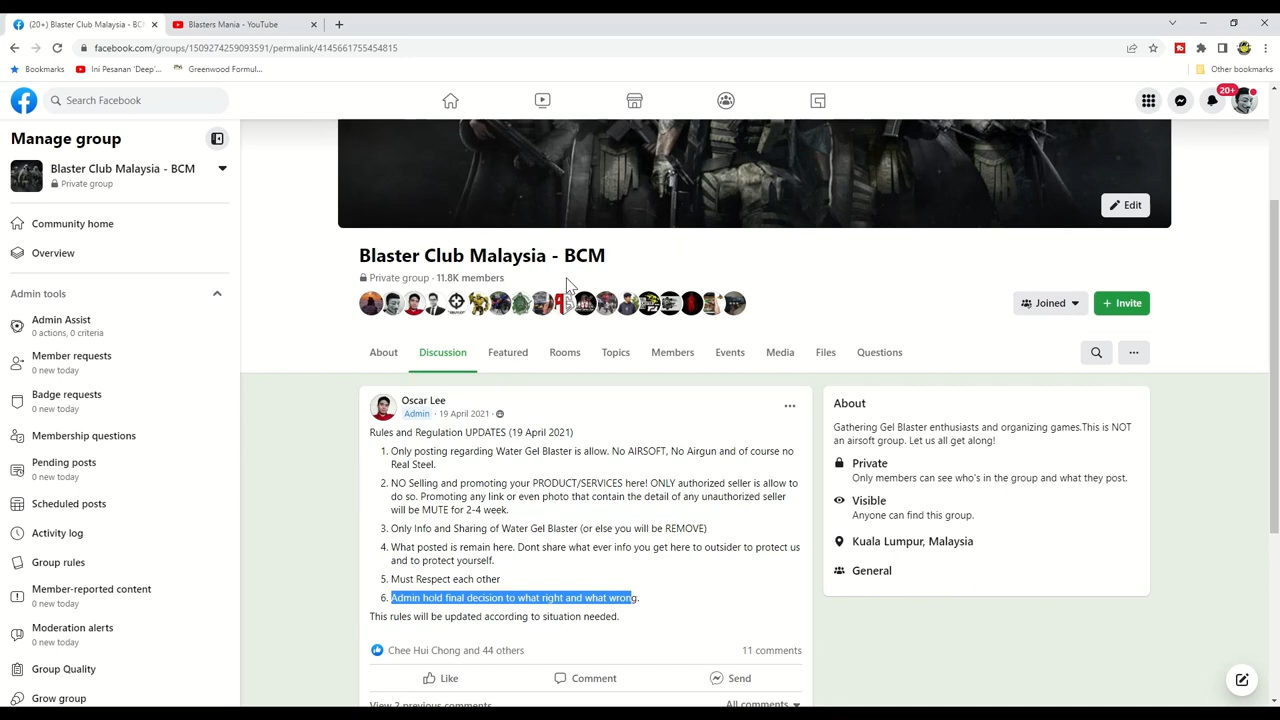 (20+) Blaster Club Malaysia - BC
Blasters Mania - YouTube
facebook.com/groups/1509274259093591/permalink/4145661755454815
Bookmarks
Ini Pesanan 'Deep'...
Greenwood Formul...
Other bookmarks
Search Facebook
20+
Manage group
Blaster Club Malaysia - BCM
Private group
Community home
Overview
Admin tools
Admin Assist
0 actions, 0 criteria
Member requests
0 new today
Badge requests
0 new today
Membership questions
Pending posts
0 new today
Scheduled posts
Activity log
Group rules
Member-reported content
0 new today
Moderation alerts
0 new today
Group Quality
Grow group
Edit
Blaster Club Malaysia - BCM
Private group · 11.8K members
Joined
+ Invite
About
Discussion
Featured
Rooms
Topics
Members
Events
Media
Files
Questions
Oscar Lee
Admin · 19 April 2021 ·
Rules and Regulation UPDATES (19 April 2021)
1. Only posting regarding Water Gel Blaster is allow. No AIRSOFT, No Airgun and of course no
Real Steel.
2. NO Selling and promoting your PRODUCT/SERVICES here! ONLY authorized seller is allow to
do so. Promoting any link or even photo that contain the detail of any unauthorized seller
will be MUTE for 2-4 week.
3. Only Info and Sharing of Water Gel Blaster (or else you will be REMOVE)
4. What posted is remain here. Dont share what ever info you get here to outsider to protect us
and to protect yourself.
5. Must Respect each other
6. Admin hold final decision to what right and what wrong.
This rules will be updated according to situation needed.
Chee Hui Chong and 44 others
11 comments
Like
Comment
Send
View 2 previous comments
All comments
About
Gathering Gel Blaster enthusiasts and organizing games.This is NOT
an airsoft group. Let us all get along!
Private
Only members can see who's in the group and what they post.
Visible
Anyone can find this group.
Kuala Lumpur, Malaysia
General